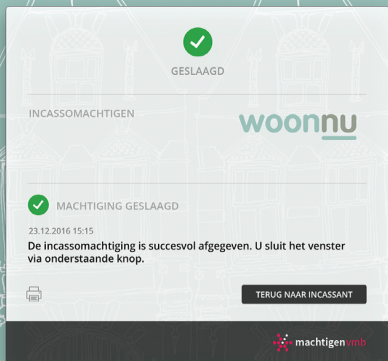 GESLAAGD
INCASSOMACHTIGEN
woonnu
MACHTIGING GESLAAGD
23.12.2016 15:15
De incassomachtiging is succesvol afgegeven. U sluit het venster
via onderstaande knop.
TERUG NAAR INCASSANT
machtigenvmb